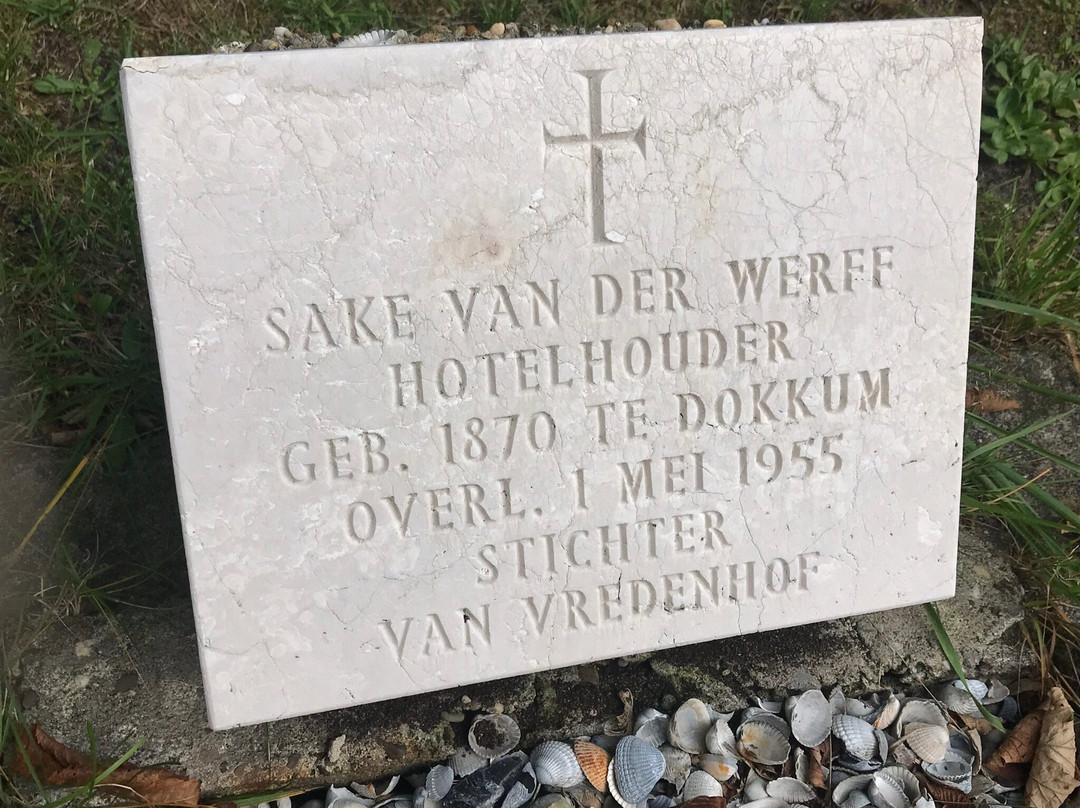 SAKE VAN DER WERFF
HOTELHOUDER
GEB. 1870 TE DOKKUM
OVERL. 1 MEI 1955
STICHTER
VAN VREDENHOF